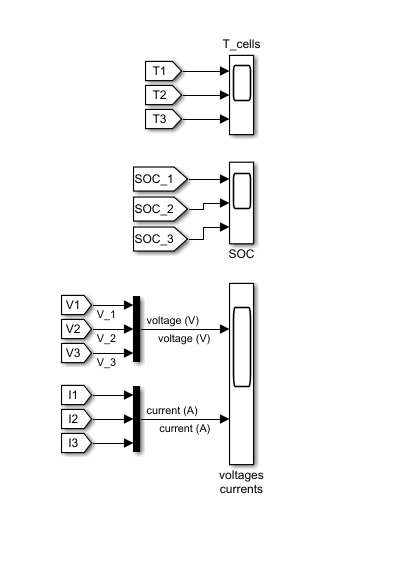 T_cells
T1
T2
T3
SOC_1
SOC_2
SOC_3
SOC
V1
V_1
V2
V_2
V3
V_3
voltage (V)
voltage (V)
I1
I2
I3
current (A)
current (A)
voltages
currents